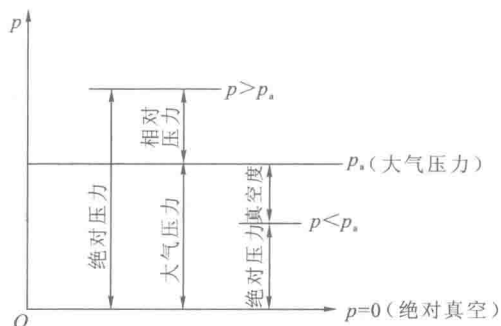 p
p>pₐ
相对压力
pₐ(大气压力)
绝对压力
大气压力
真空度
p<pₐ
绝对压力
p=0(绝对真空)
O